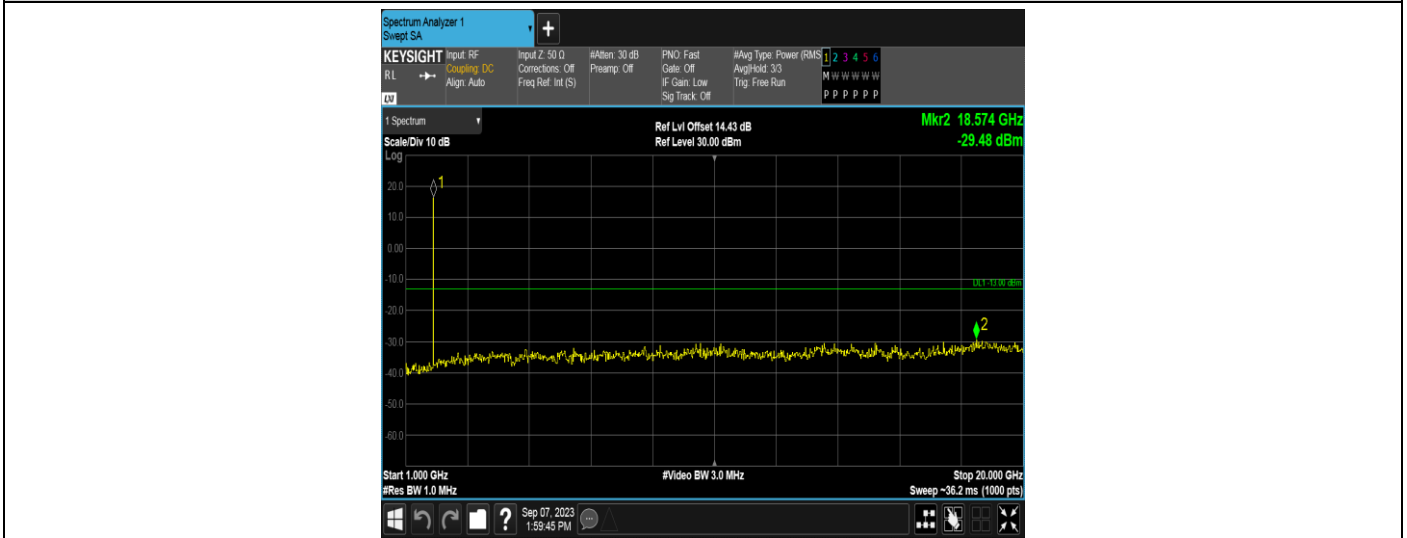 Spectrum Analyzer 1
Swept SA
+
KEYSIGHT
RL
LXI
Input: RF
Coupling: DC
Align: Auto
Input Z: 50 Ω
Corrections: Off
Freq Ref: Int (S)
#Atten: 30 dB
Preamp: Off
PNO: Fast
Gate: Off
IF Gain: Low
Sig Track: Off
#Avg Type: Power (RMS
Avg|Hold: 3/3
Trig: Free Run
1 2 3 4 5 6
M W W W W W
P P P P P P
1 Spectrum
Scale/Div 10 dB
Ref Lvl Offset 14.43 dB
Ref Level 30.00 dBm
Mkr2 18.574 GHz
-29.48 dBm
Log
20.0
1
10.0
0.00
-10.0
DL1 -13.00 dBm
-20.0
2
-30.0
-40.0
-50.0
-60.0
Start 1.000 GHz
#Video BW 3.0 MHz
Stop 20.000 GHz
#Res BW 1.0 MHz
Sweep ~36.2 ms (1000 pts)
?
Sep 07, 2023
1:59:45 PM